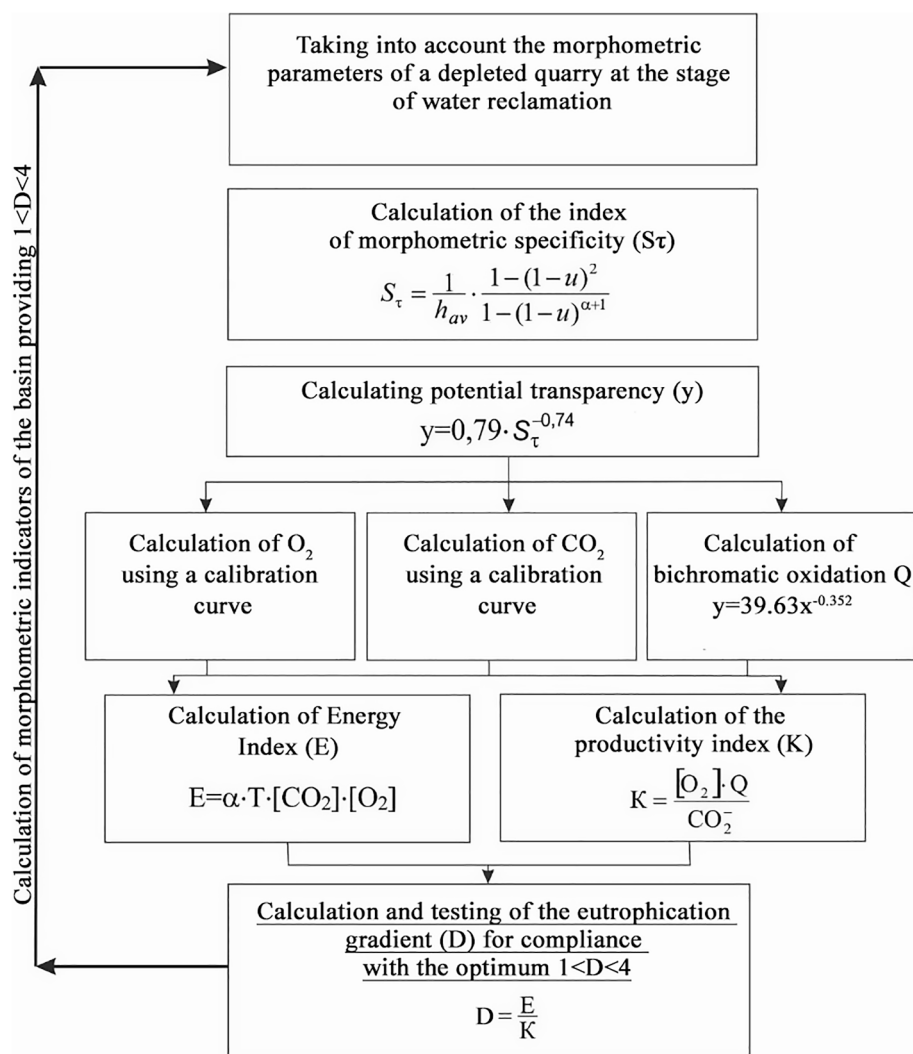 Calculation of morphometric indicators of the basin providing 1<D<4
Taking into account the morphometric
parameters of a depleted quarry at the stage
of water reclamation
Calculation of the index
of morphometric specificity (Sτ)
S_τ = 1/h_av · (1−(1−u)²)/(1−(1−u)^(α+1))
Calculating potential transparency (y)
y=0,79·S_τ^(−0,74)
Calculation of O₂
using a calibration
curve
Calculation of CO₂
using a calibration
curve
Calculation of
bichromatic oxidation Q
y=39.63x^(-0.352)
Calculation of Energy
Index (E)
E=α·T·[CO₂]·[O₂]
Calculation of the
productivity index (K)
K = [O₂]·Q / CO₂⁻
Calculation and testing of the eutrophication
gradient (D) for compliance
with the optimum 1<D<4
D = E/K